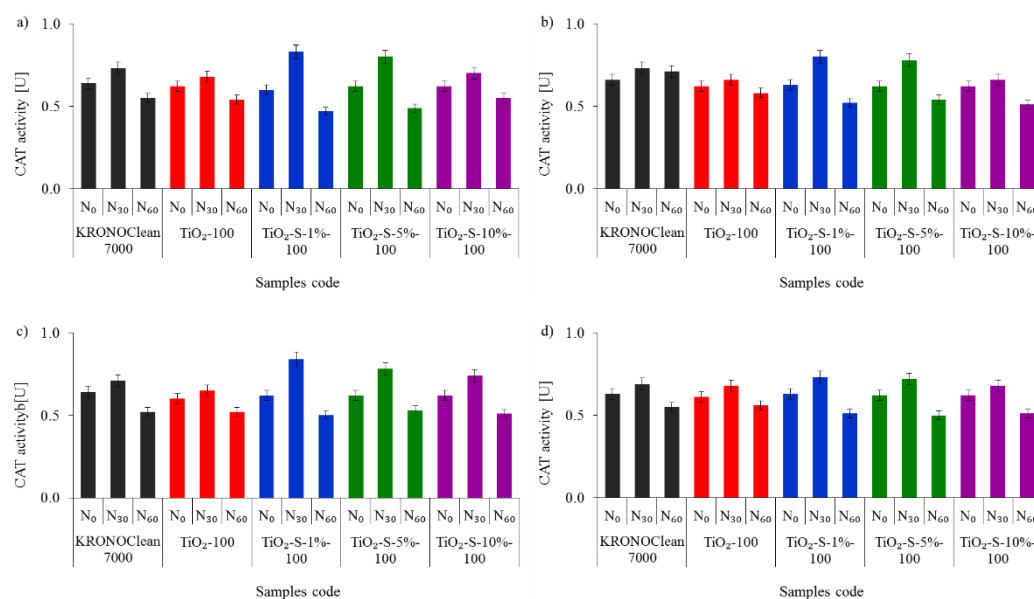 a)
CAT activity [U]
1.0
0.5
0.0
N₀ N₃₀ N₆₀ N₀ N₃₀ N₆₀ N₀ N₃₀ N₆₀ N₀ N₃₀ N₆₀ N₀ N₃₀ N₆₀
KRONOClean TiO₂-100 TiO₂-S-1%- TiO₂-S-5%- TiO₂-S-10%-
7000 100 100 100
Samples code
b)
CAT activity [U]
1.0
0.5
0.0
N₀ N₃₀ N₆₀ N₀ N₃₀ N₆₀ N₀ N₃₀ N₆₀ N₀ N₃₀ N₆₀ N₀ N₃₀ N₆₀
KRONOClean TiO₂-100 TiO₂-S-1%- TiO₂-S-5%- TiO₂-S-10%-
7000 100 100 100
Samples code
c)
CAT activityb[U]
1.0
0.5
0.0
N₀ N₃₀ N₆₀ N₀ N₃₀ N₆₀ N₀ N₃₀ N₆₀ N₀ N₃₀ N₆₀ N₀ N₃₀ N₆₀
KRONOClean TiO₂-100 TiO₂-S-1%- TiO₂-S-5%- TiO₂-S-10%-
7000 100 100 100
Samples code
d)
CAT activity [U]
1.0
0.5
0.0
N₀ N₃₀ N₆₀ N₀ N₃₀ N₆₀ N₀ N₃₀ N₆₀ N₀ N₃₀ N₆₀ N₀ N₃₀ N₆₀
KRONOClean TiO₂-100 TiO₂-S-1%- TiO₂-S-5%- TiO₂-S-10%-
7000 100 100 100
Samples code